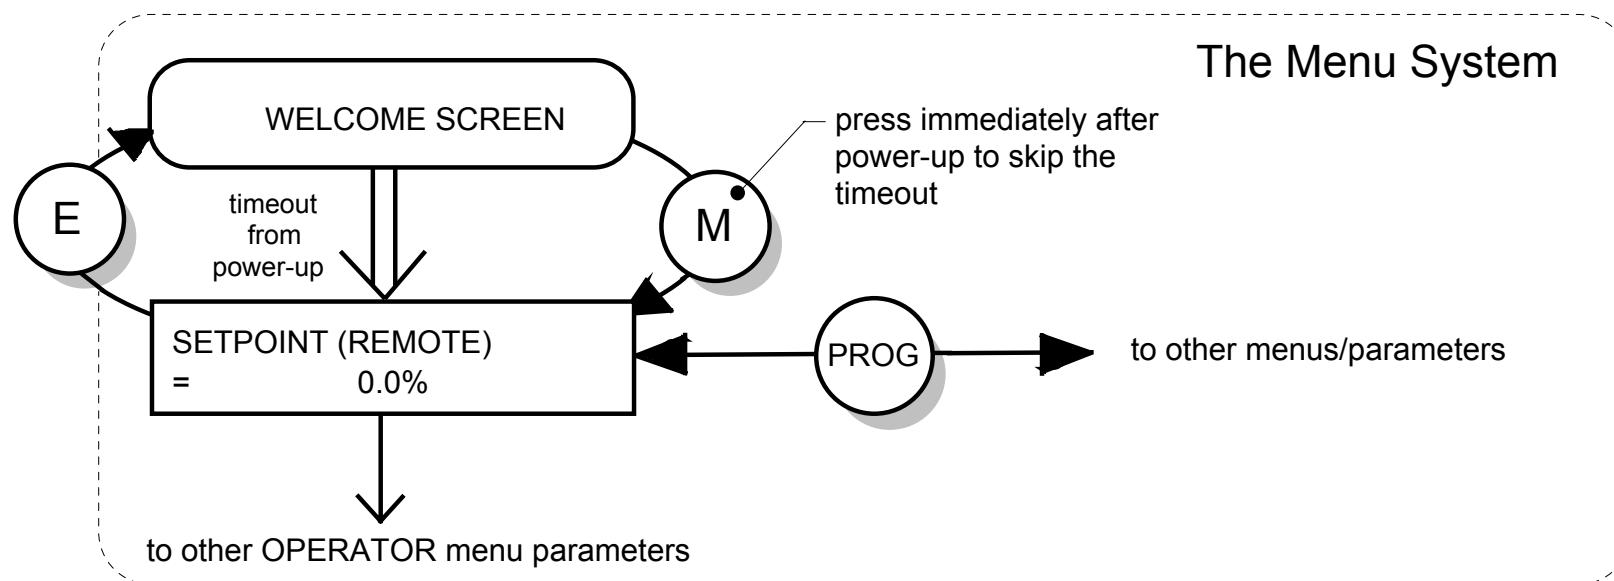 The Menu System
WELCOME SCREEN
press immediately after
power-up to skip the
timeout
E
timeout
from
power-up
M
SETPOINT (REMOTE)
= 0.0%
PROG
to other menus/parameters
to other OPERATOR menu parameters